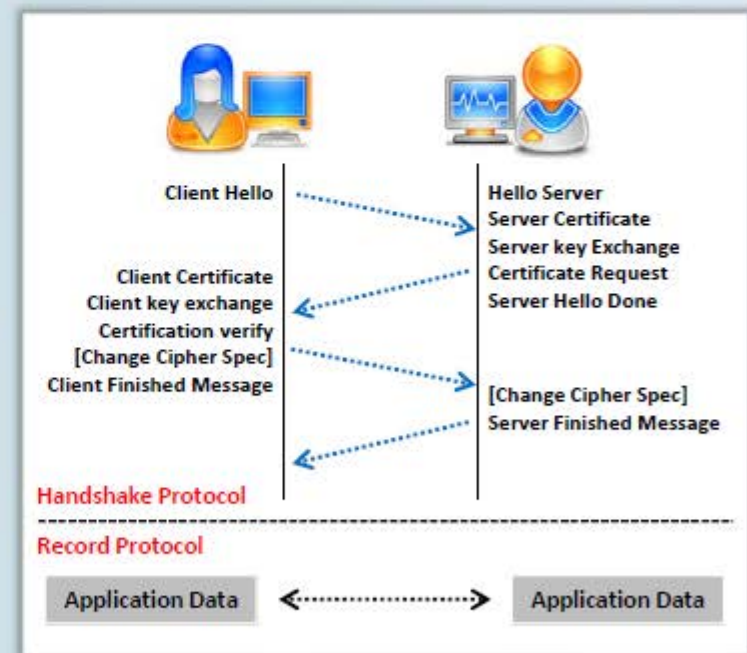 Client Hello
Hello Server
Server Certificate
Server key Exchange
Certificate Request
Server Hello Done
Client Certificate
Client key exchange
Certification verify
[Change Cipher Spec]
Client Finished Message
[Change Cipher Spec]
Server Finished Message
Handshake Protocol
Record Protocol
Application Data
Application Data